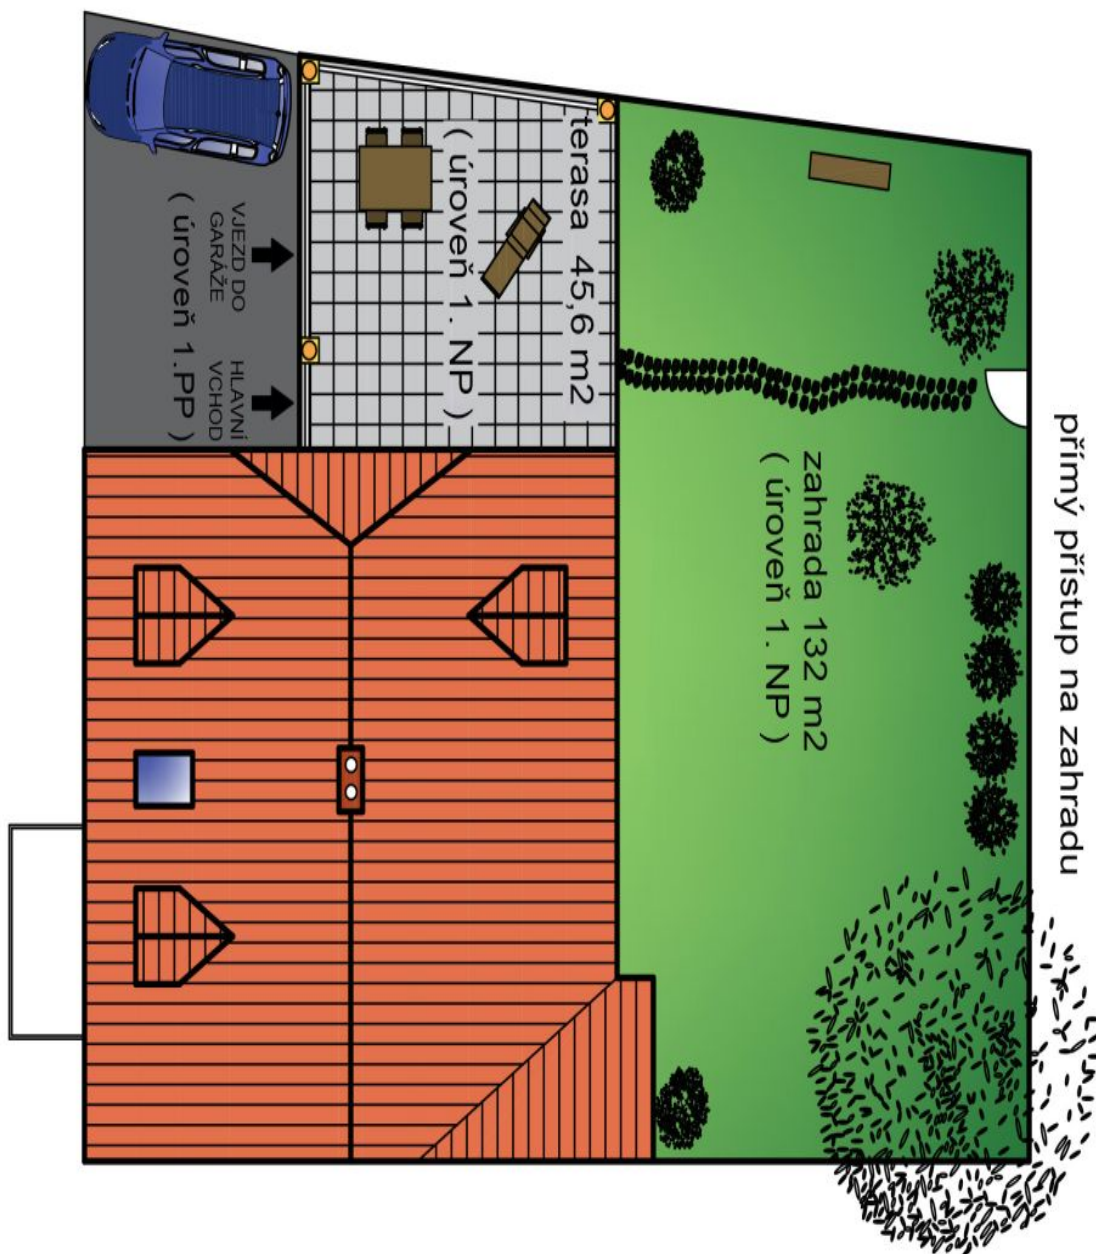 přímý přístup na zahradu
zahrada 132 m2
( úroveň 1. NP )
terasa 45,6 m2
( úroveň 1. NP )
VJEZD DO
GARÁŽE
HLAVNÍ
VCHOD
( úroveň 1.PP )